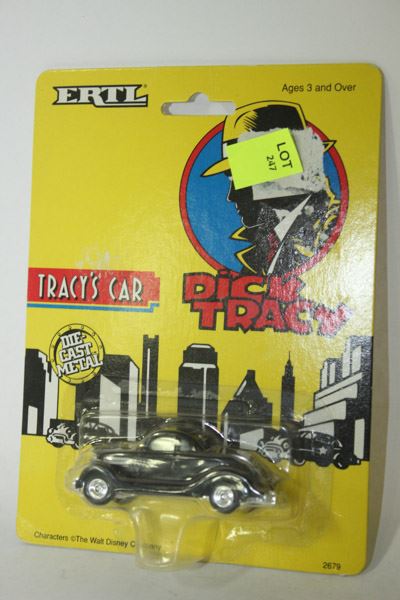 ERTL®
Ages 3 and Over
LOT
247
TRACY'S CAR
DICK
TRACY
DIE-
CAST
METAL
Characters ©The Walt Disney Company
2679